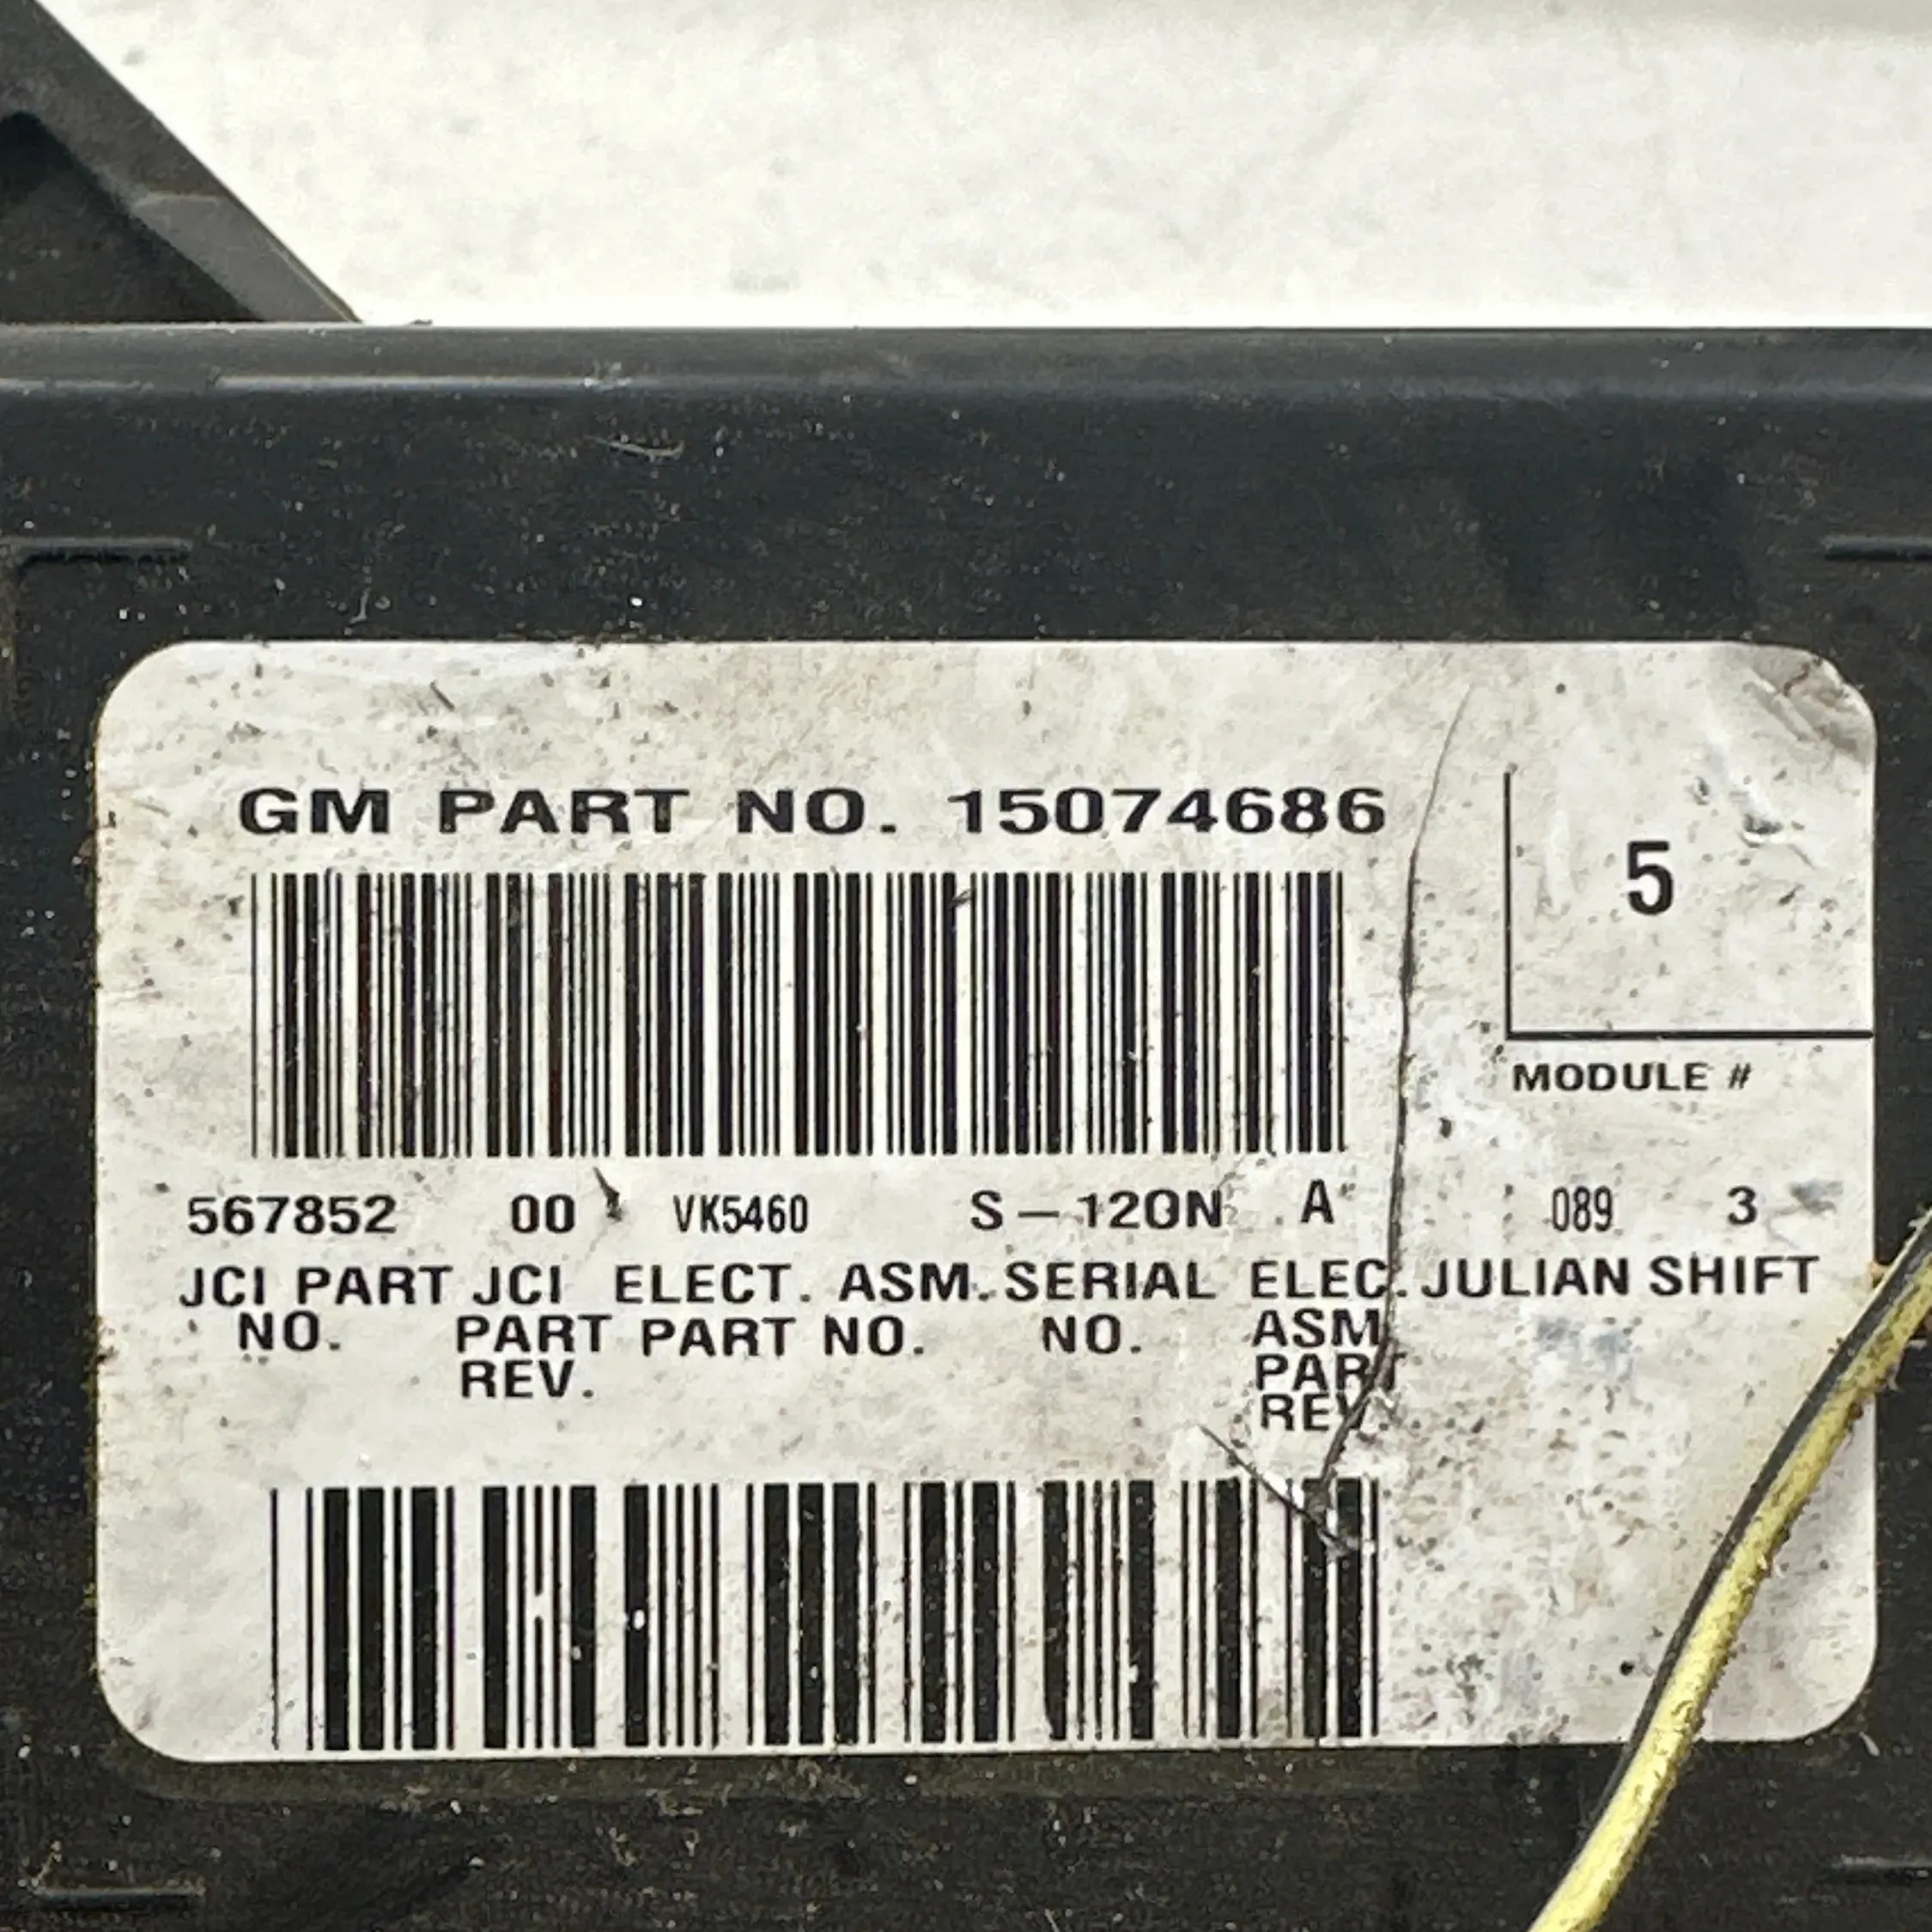 GM PART NO. 15074686
5
MODULE #
567852 00 VK5460 S-120N A 089 3
JCI PART JCI ELECT. ASM. SERIAL ELEC. JULIAN SHIFT
NO. PART PART NO. NO. ASM
REV. PART
REV.